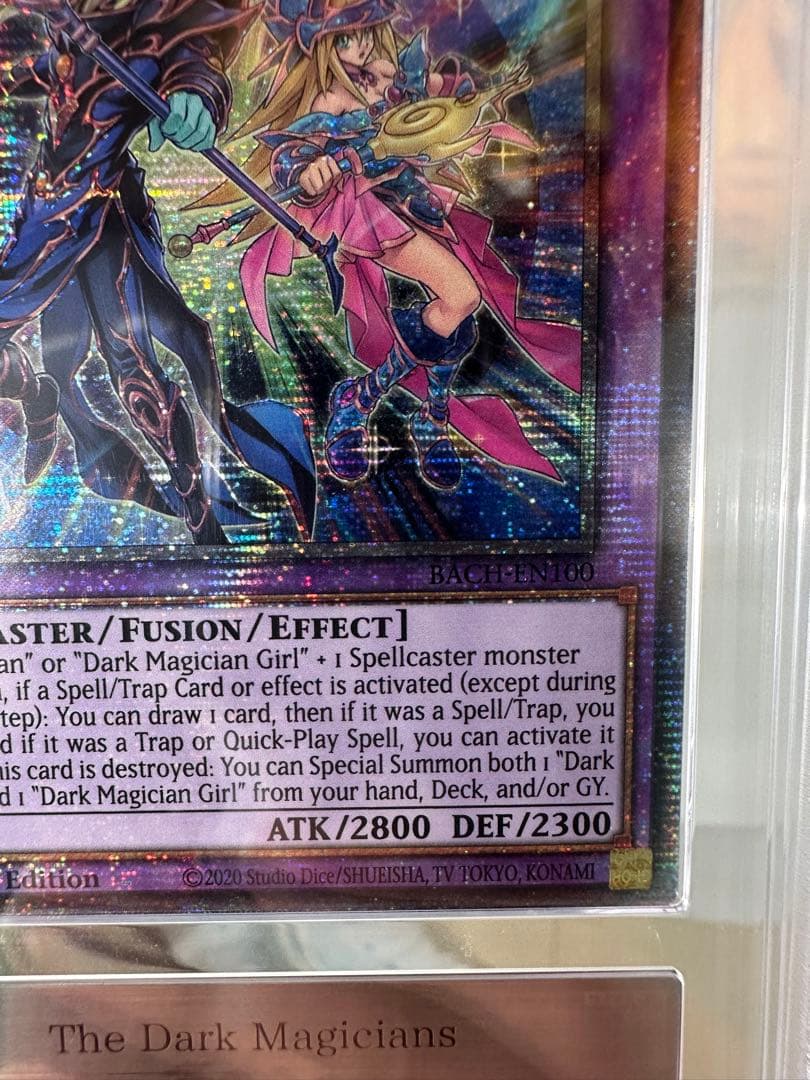 BACH-EN100
ASTER/FUSION/EFFECT]
an" or "Dark Magician Girl" + 1 Spellcaster monster
, if a Spell/Trap Card or effect is activated (except during
tep): You can draw 1 card, then if it was a Spell/Trap, you
d if it was a Trap or Quick-Play Spell, you can activate it
is card is destroyed: You can Special Summon both 1 "Dark
d 1 "Dark Magician Girl" from your hand, Deck, and/or GY.
ATK/2800 DEF/2300
Edition ©2020 Studio Dice/SHUEISHA, TV TOKYO, KONAMI
The Dark Magicians